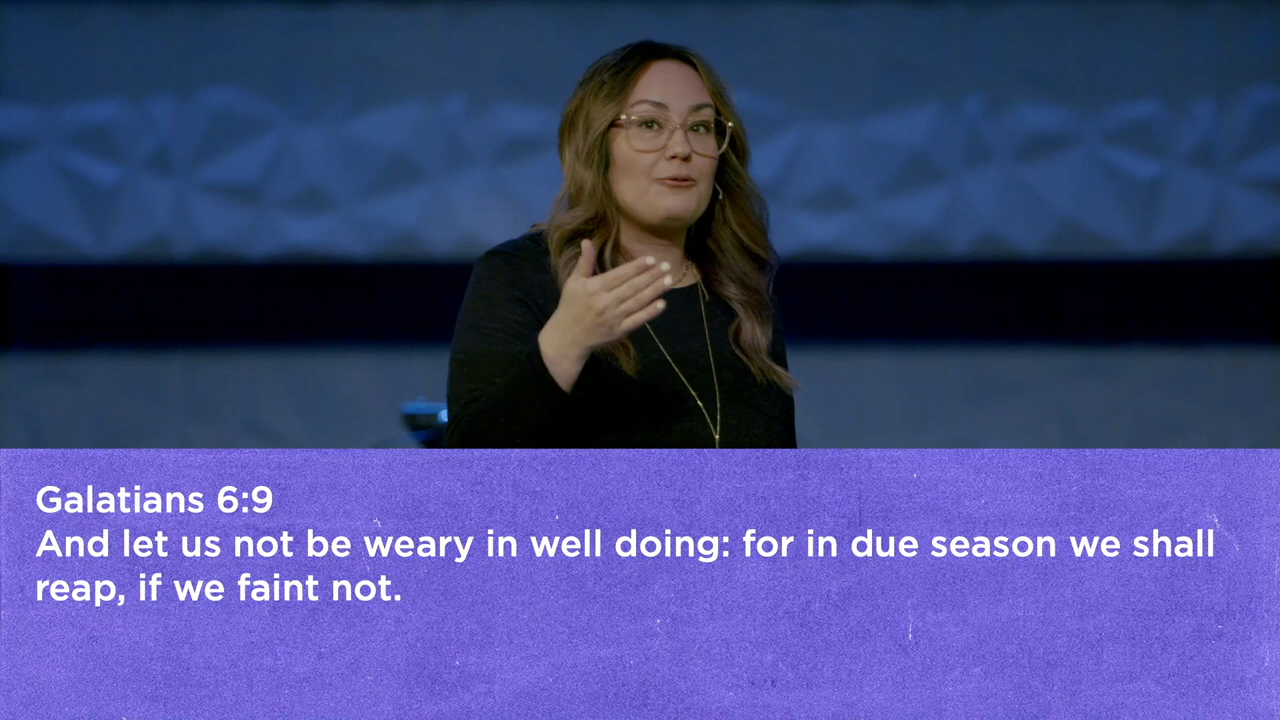 Galatians 6:9
And let us not be weary in well doing: for in due season we shall
reap, if we faint not.